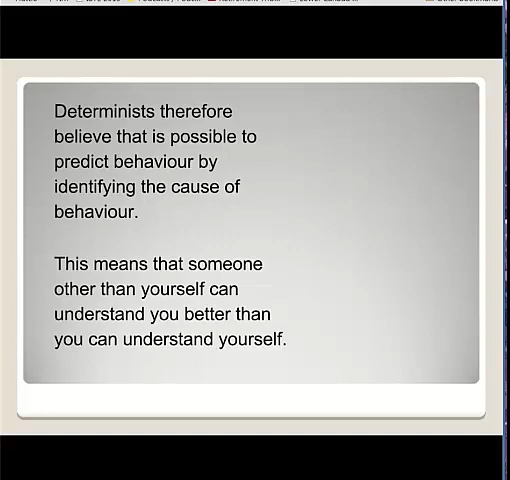 Determinists therefore
believe that is possible to
predict behaviour by
identifying the cause of
behaviour.
This means that someone
other than yourself can
understand you better than
you can understand yourself.